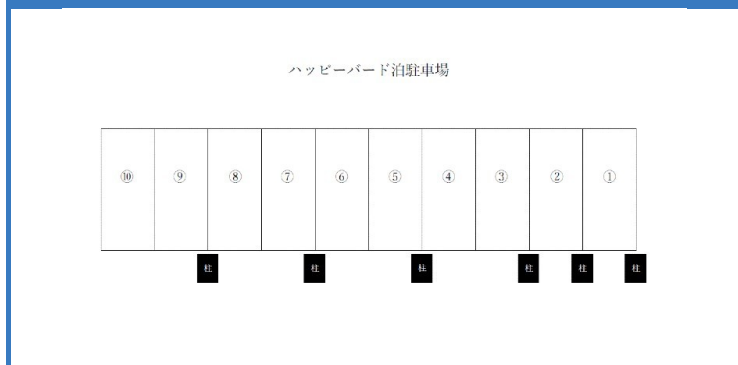 ハッピーバード泊駐車場
⑩ ⑨ ⑧ ⑦ ⑥ ⑤ ④ ③ ② ①
柱 柱 柱 柱 柱 柱